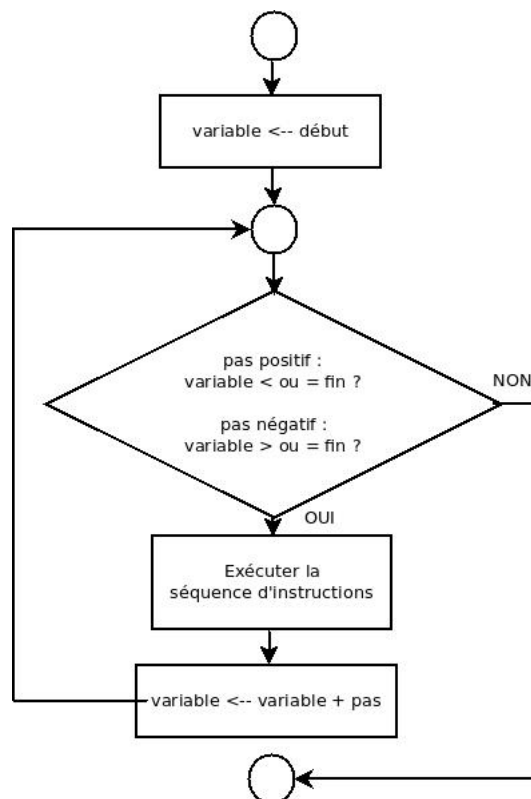 variable <-- début
pas positif :
variable < ou = fin ?
pas négatif :
variable > ou = fin ?
NON
OUI
Exécuter la
séquence d'instructions
variable <-- variable + pas